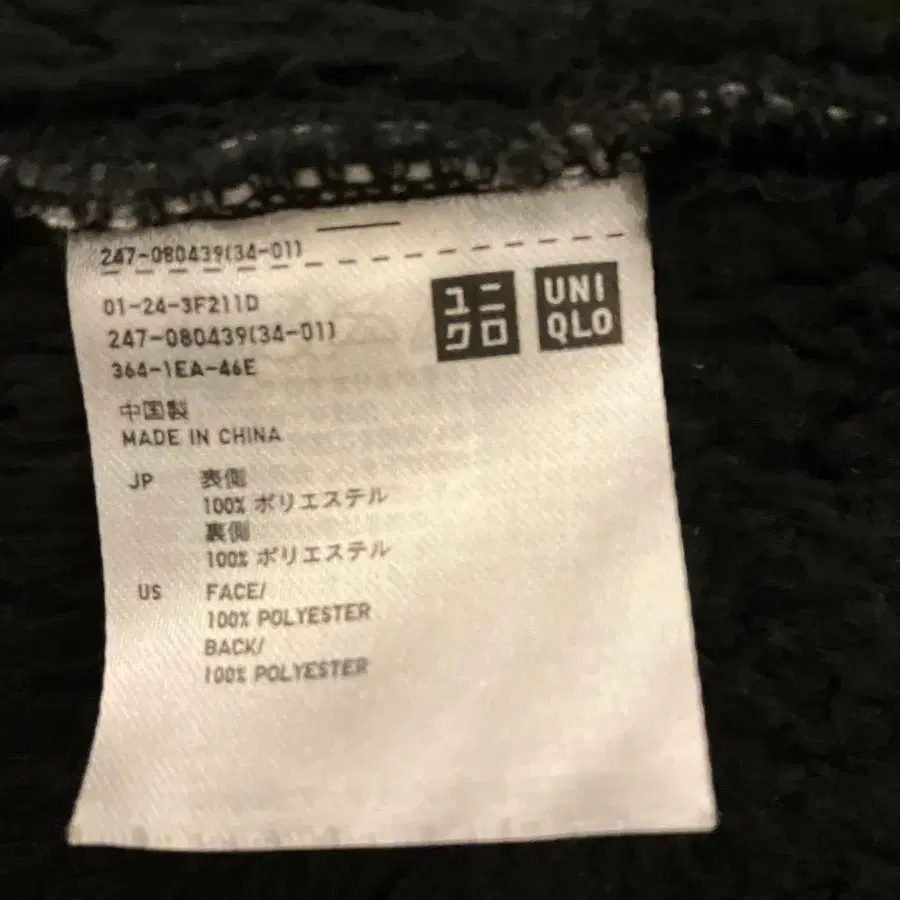 247-080439(34-01)
01-24-3F211D
247-080439(34-01)
364-1EA-46E
ユニ
クロ
UNI
QLO
中国製
MADE IN CHINA
JP 表側
100% ポリエステル
裏側
100% ポリエステル
US FACE/
100% POLYESTER
BACK/
100% POLYESTER